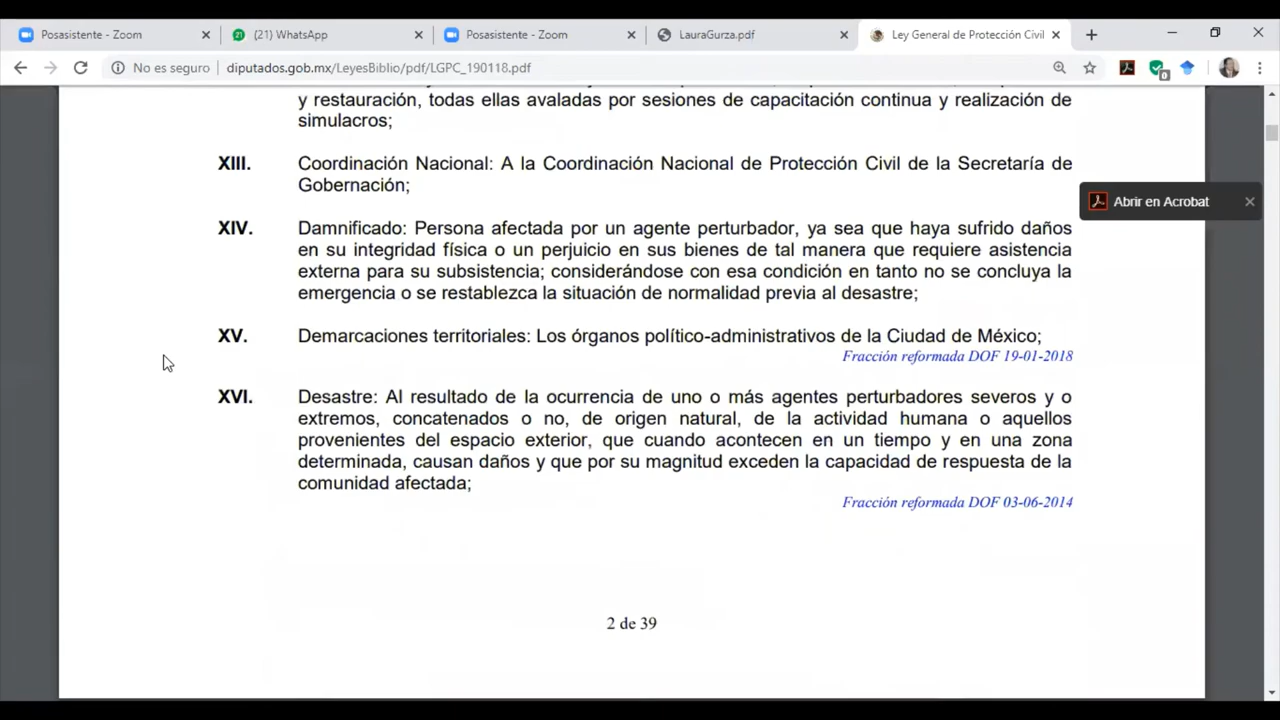 Posasistente - Zoom
(21) WhatsApp
Posasistente - Zoom
LauraGurza.pdf
Ley General de Protección Civil
No es seguro
diputados.gob.mx/LeyesBiblio/pdf/LGPC_190118.pdf
y restauración, todas ellas avaladas por sesiones de capacitación continua y realización de
simulacros;
XIII. Coordinación Nacional: A la Coordinación Nacional de Protección Civil de la Secretaría de
Gobernación;
Abrir en Acrobat
XIV. Damnificado: Persona afectada por un agente perturbador, ya sea que haya sufrido daños
en su integridad física o un perjuicio en sus bienes de tal manera que requiere asistencia
externa para su subsistencia; considerándose con esa condición en tanto no se concluya la
emergencia o se restablezca la situación de normalidad previa al desastre;
XV. Demarcaciones territoriales: Los órganos político-administrativos de la Ciudad de México;
Fracción reformada DOF 19-01-2018
XVI. Desastre: Al resultado de la ocurrencia de uno o más agentes perturbadores severos y o
extremos, concatenados o no, de origen natural, de la actividad humana o aquellos
provenientes del espacio exterior, que cuando acontecen en un tiempo y en una zona
determinada, causan daños y que por su magnitud exceden la capacidad de respuesta de la
comunidad afectada;
Fracción reformada DOF 03-06-2014
2 de 39